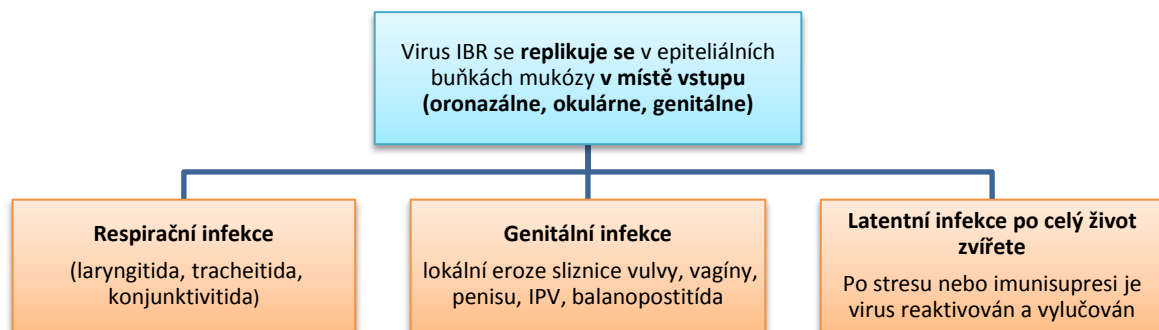 Virus IBR se replikuje se v epiteliálních
buňkách mukózy v místě vstupu
(oronazálne, okulárne, genitálne)
Respirační infekce
(laryngitida, tracheitida,
konjunktivitida)
Genitální infekce
lokální eroze sliznice vulvy, vagíny,
penisu, IPV, balanopostitída
Latentní infekce po celý život
zvířete
Po stresu nebo imunisupresi je
virus reaktivován a vylučován